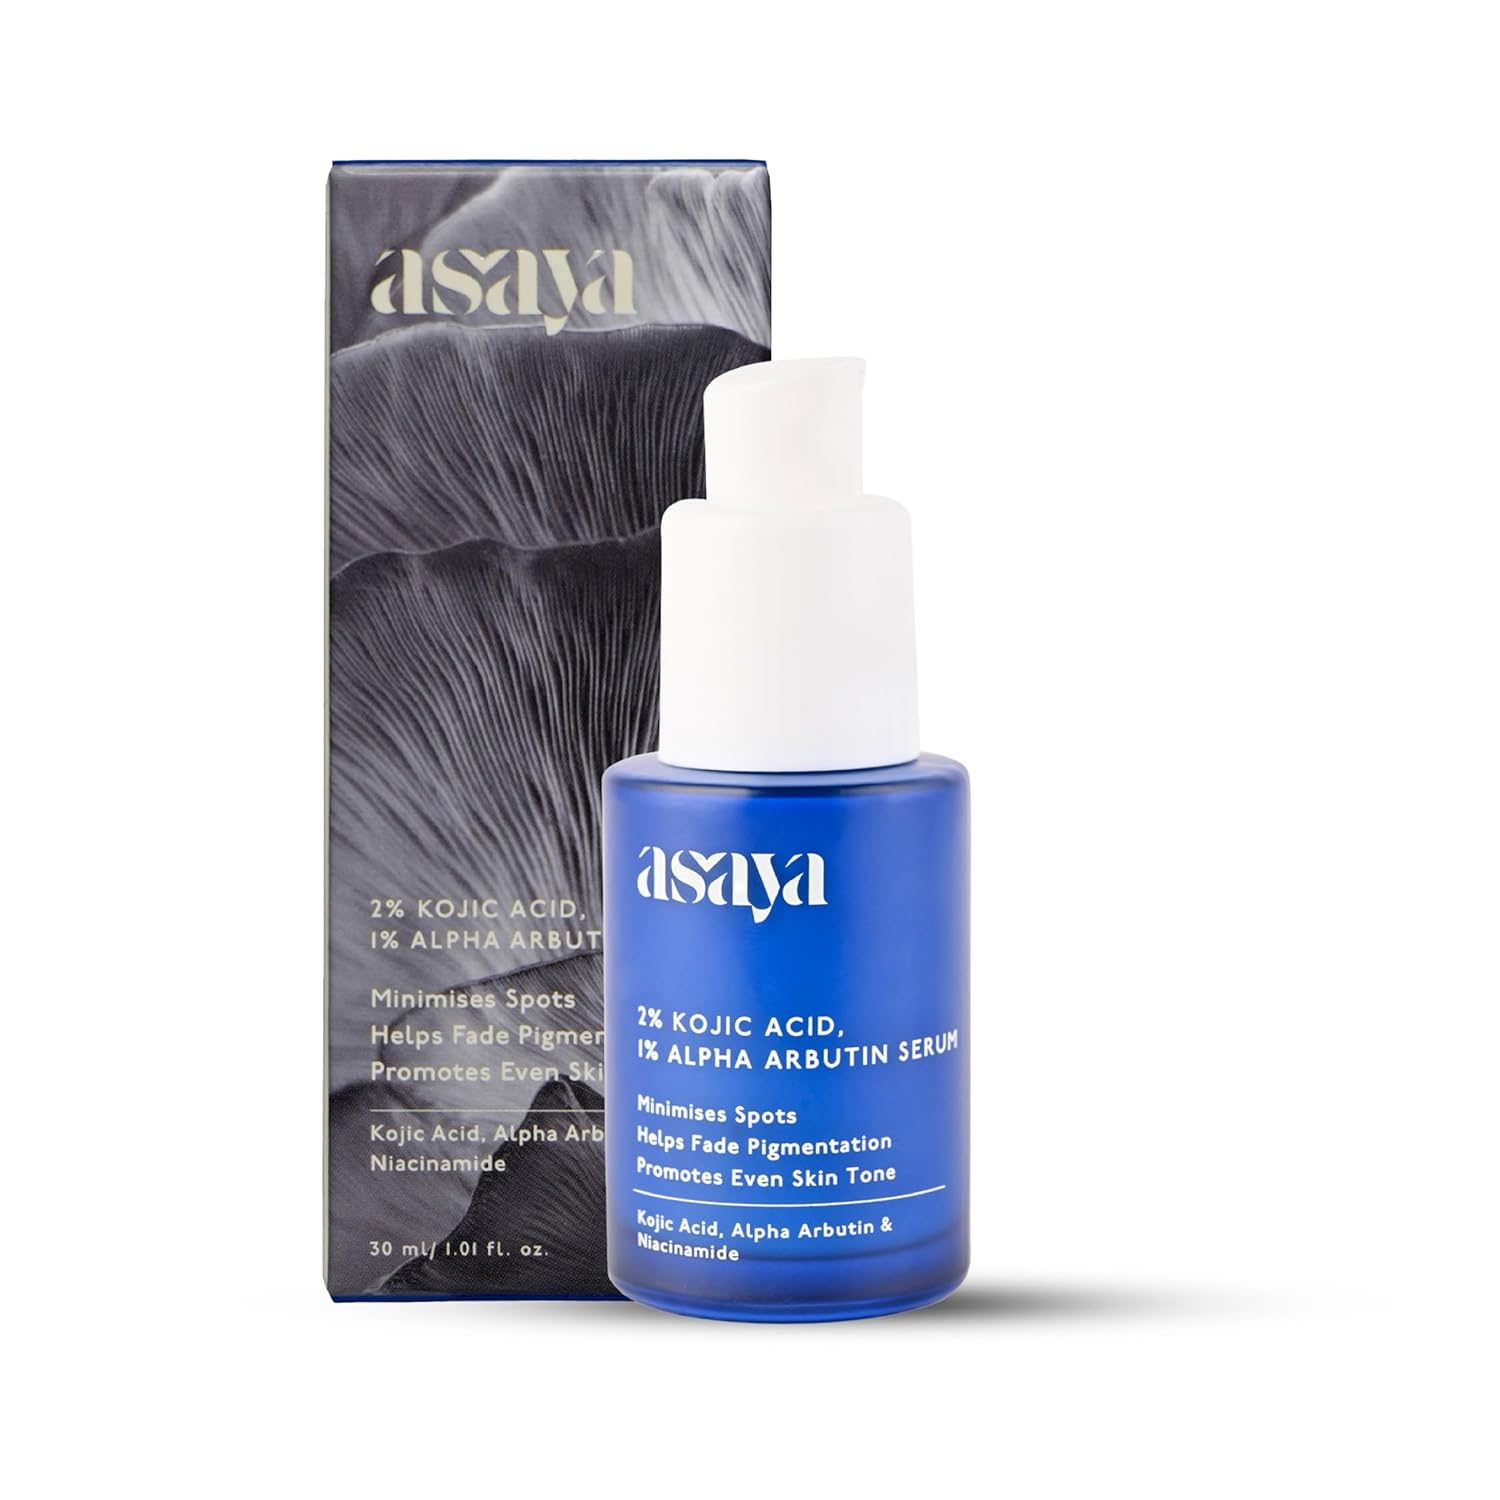 asaya
2% KOJIC ACID,
1% ALPHA ARBUT
Minimises Spots
Helps Fade Pigmen
Promotes Even Ski
Kojic Acid, Alpha Arb
Niacinamide
30 ml/ 1.01 fl. oz.
asaya
2% KOJIC ACID,
1% ALPHA ARBUTIN SERUM
Minimises Spots
Helps Fade Pigmentation
Promotes Even Skin Tone
Kojic Acid, Alpha Arbutin &
Niacinamide